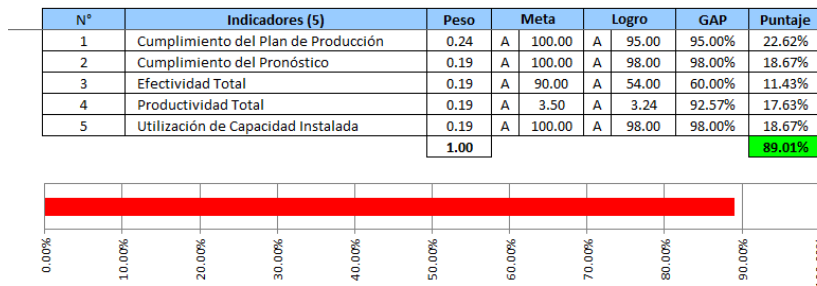 N° Indicadores (5) Peso Meta Logro GAP Puntaje
1 Cumplimiento del Plan de Producción 0.24 A 100.00 A 95.00 95.00% 22.62%
2 Cumplimiento del Pronóstico 0.19 A 100.00 A 98.00 98.00% 18.67%
3 Efectividad Total 0.19 A 90.00 A 54.00 60.00% 11.43%
4 Productividad Total 0.19 A 3.50 A 3.24 92.57% 17.63%
5 Utilización de Capacidad Instalada 0.19 A 100.00 A 98.00 98.00% 18.67%
1.00 89.01%
0.00% 10.00% 20.00% 30.00% 40.00% 50.00% 60.00% 70.00% 80.00% 90.00%